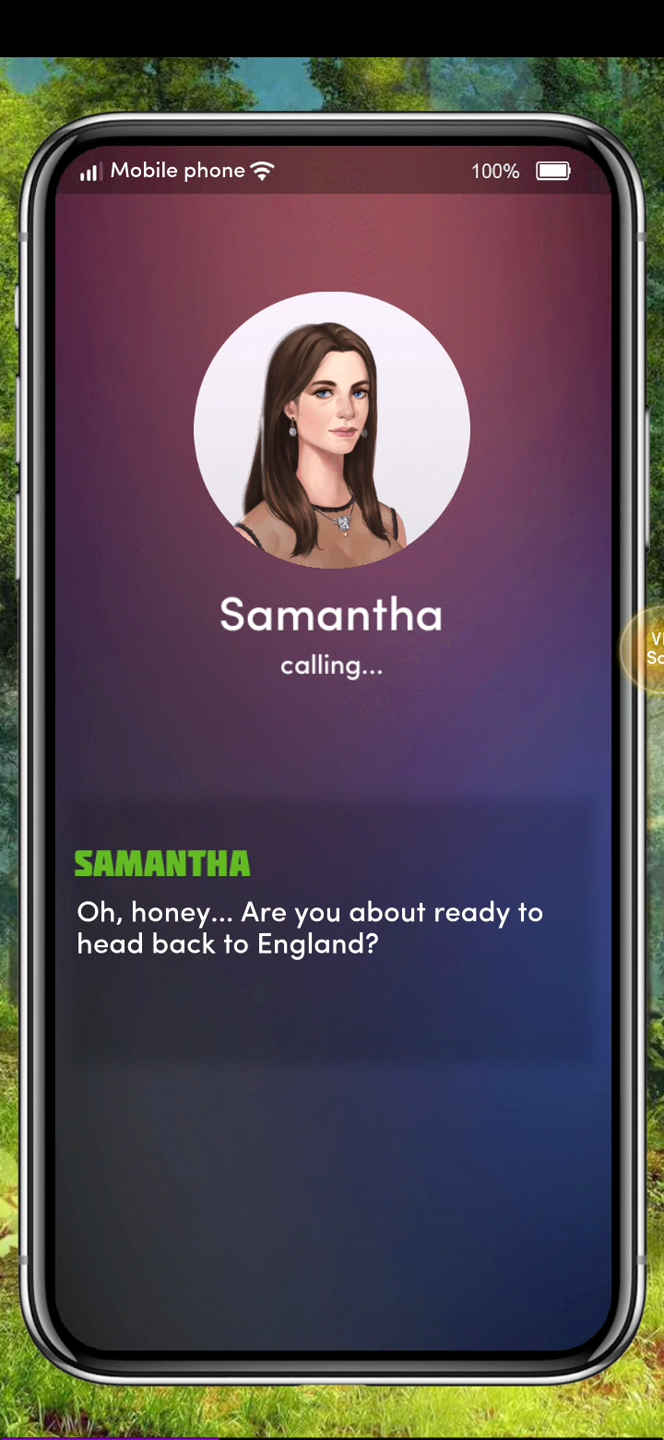 Mobile phone
100%
Samantha
calling...
SAMANTHA
Oh, honey... Are you about ready to
head back to England?